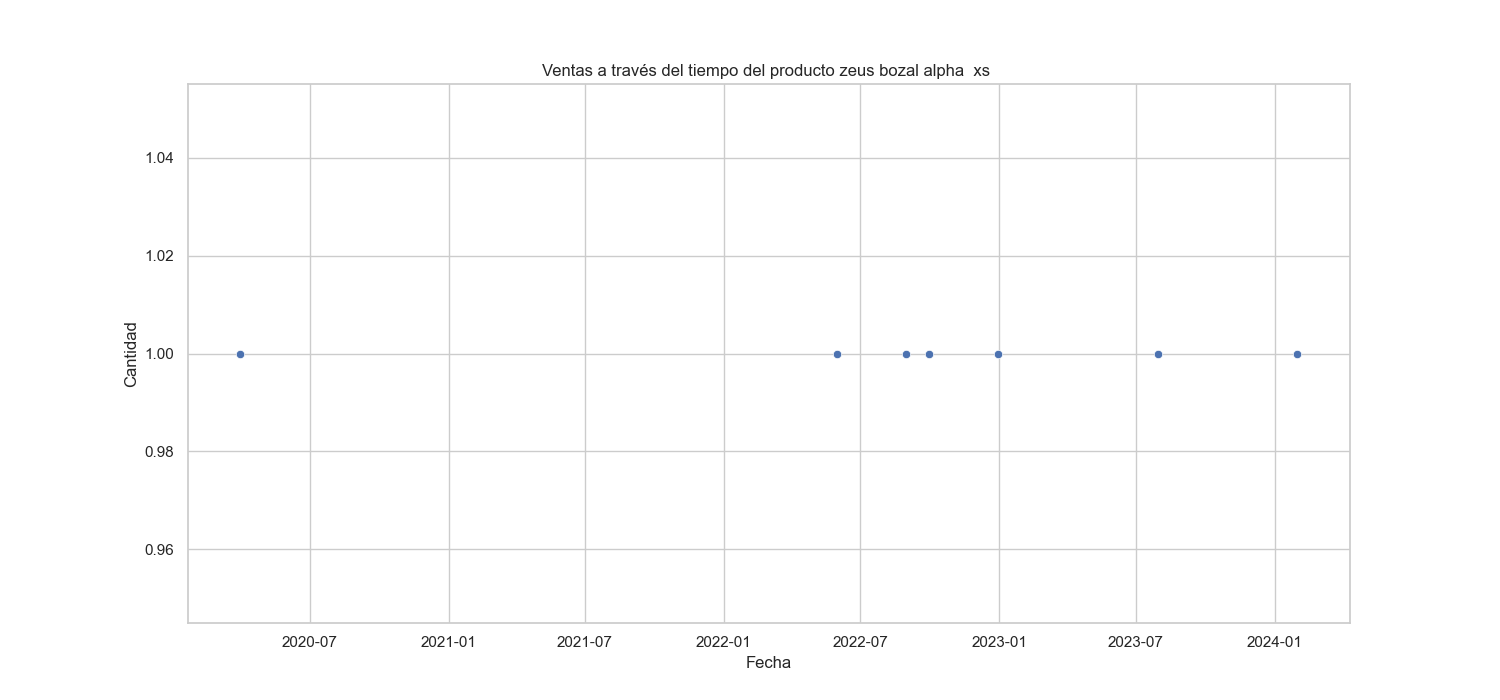 Ventas a través del tiempo del producto zeus bozal alpha  xs
1.04
1.02
1.00
0.98
0.96
Cantidad
2020-07 2021-01 2021-07 2022-01 2022-07 2023-01 2023-07 2024-01
Fecha